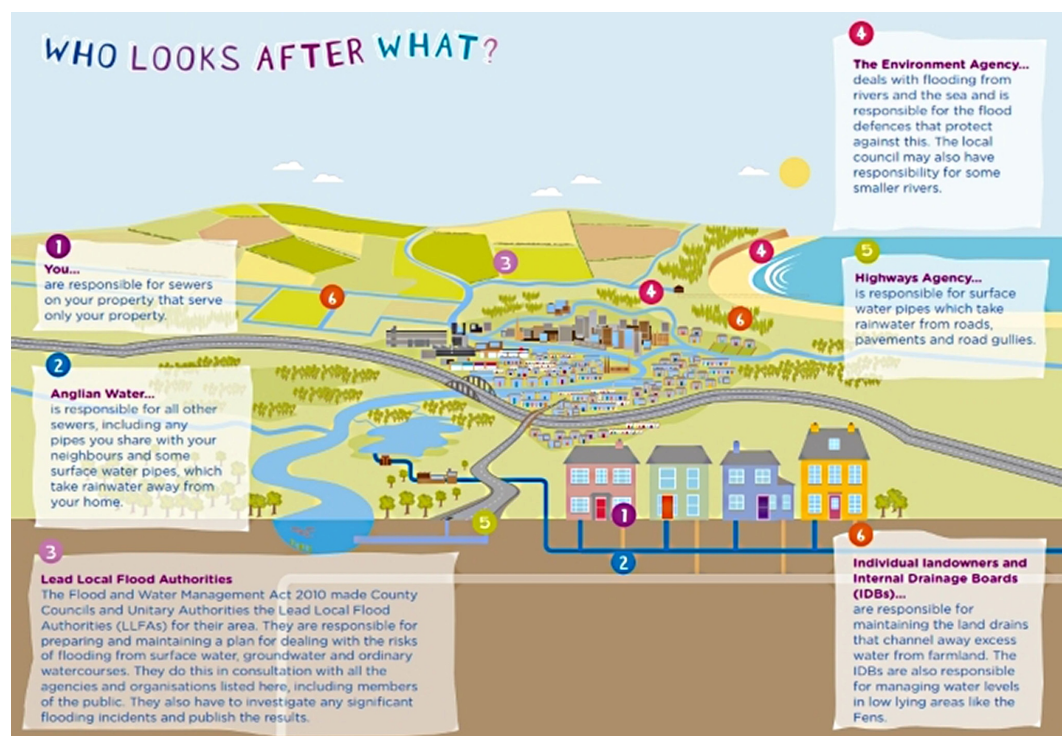 WHO LOOKS AFTER WHAT?
4
The Environment Agency...
deals with flooding from
rivers and the sea and is
responsible for the flood
defences that protect
against this. The local
council may also have
responsibility for some
smaller rivers.
1
You...
are responsible for sewers
on your property that serve
only your property.
3
4
4
6
6
5
Highways Agency...
is responsible for surface
water pipes which take
rainwater from roads,
pavements and road gullies.
2
Anglian Water...
is responsible for all other
sewers, including any
pipes you share with your
neighbours and some
surface water pipes, which
take rainwater away from
your home.
5
1
2
3
Lead Local Flood Authorities
The Flood and Water Management Act 2010 made County
Councils and Unitary Authorities the Lead Local Flood
Authorities (LLFAs) for their area. They are responsible for
preparing and maintaining a plan for dealing with the risks
of flooding from surface water, groundwater and ordinary
watercourses. They do this in consultation with all the
agencies and organisations listed here, including members
of the public. They also have to investigate any significant
flooding incidents and publish the results.
6
Individual landowners and
Internal Drainage Boards
(IDBs)...
are responsible for
maintaining the land drains
that channel away excess
water from farmland. The
IDBs are also responsible
for managing water levels
in low lying areas like the
Fens.